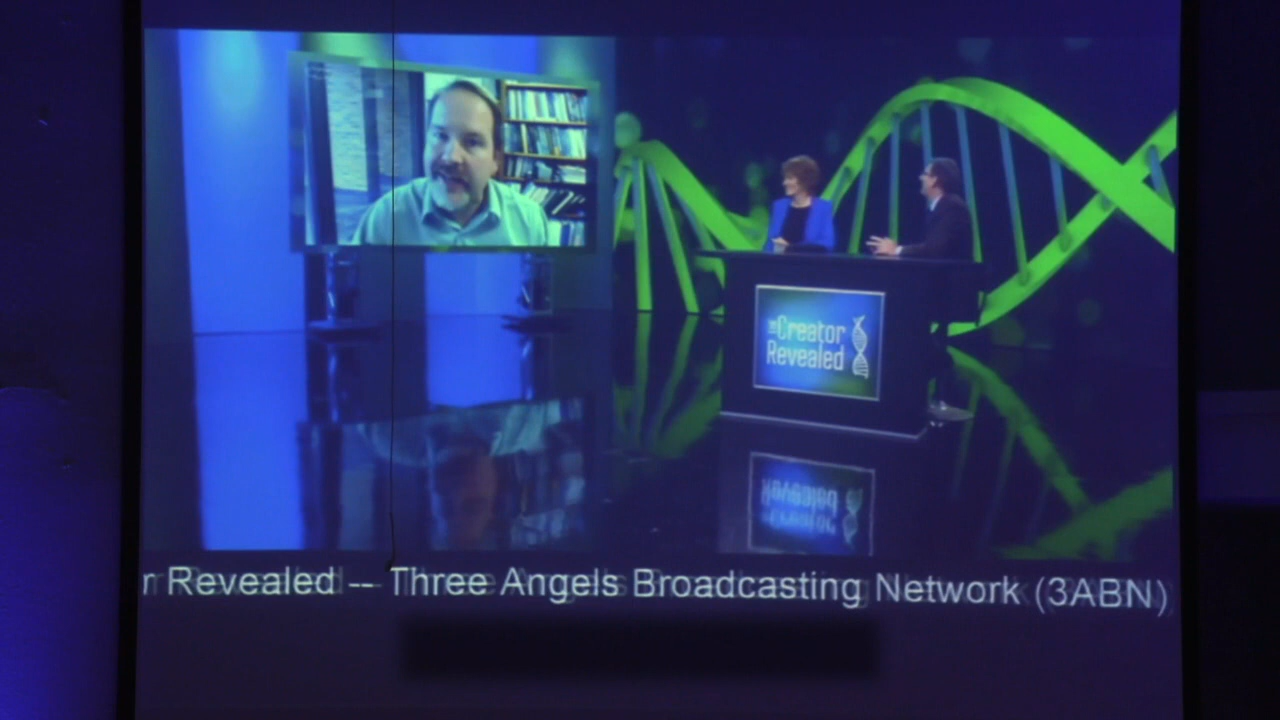 Creator
Revealed
r Revealed -- Three Angels Broadcasting Network (3ABN)